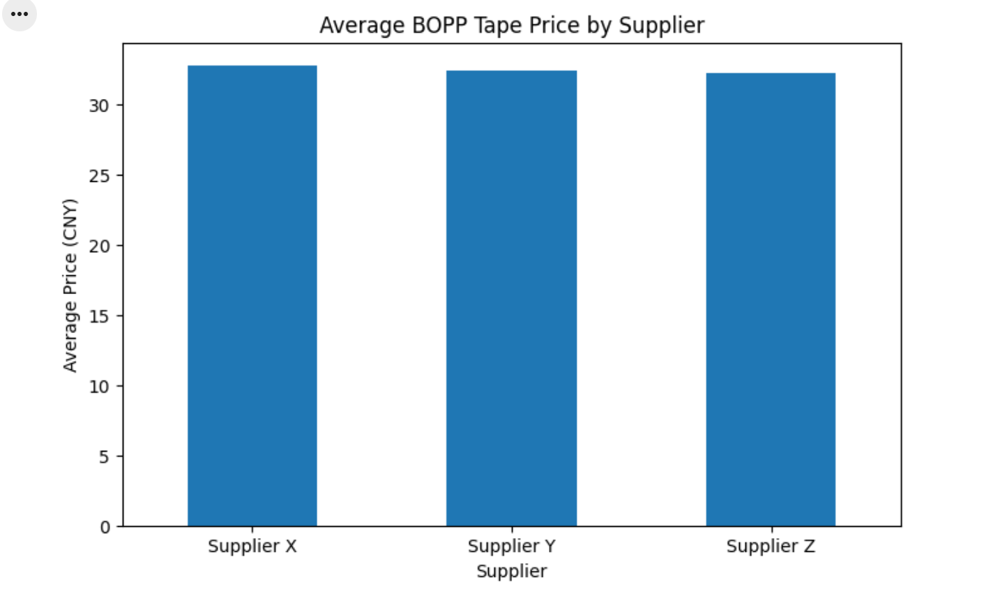 Average BOPP Tape Price by Supplier
30
25
20
15
10
5
0
Average Price (CNY)
Supplier X
Supplier Y
Supplier Z
Supplier